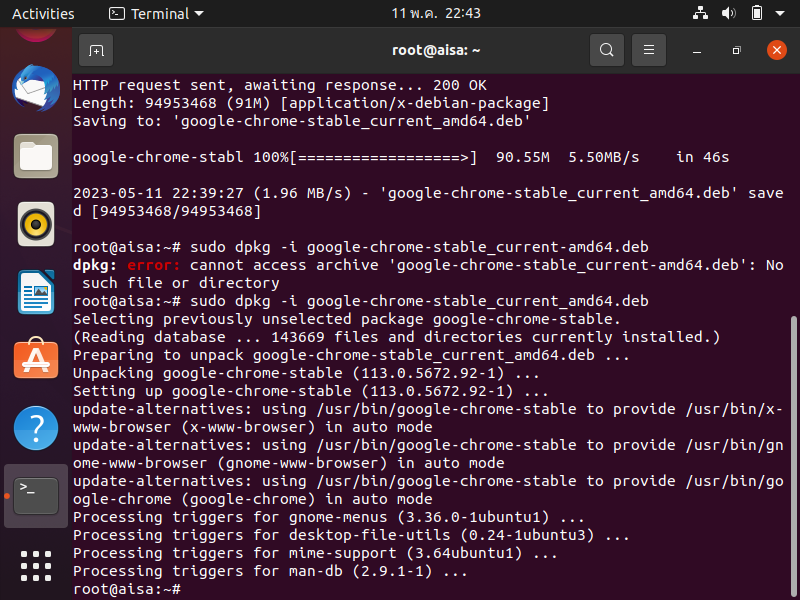 Activities
Terminal
11 พ.ค. 22:43
root@aisa: ~
HTTP request sent, awaiting response... 200 OK
Length: 94953468 (91M) [application/x-debian-package]
Saving to: 'google-chrome-stable_current_amd64.deb'
google-chrome-stabl 100%[==================>]  90.55M  5.50MB/s    in 46s
2023-05-11 22:39:27 (1.96 MB/s) - 'google-chrome-stable_current_amd64.deb' save
d [94953468/94953468]
root@aisa:~# sudo dpkg -i google-chrome-stable_current-amd64.deb
dpkg: error: cannot access archive 'google-chrome-stable_current-amd64.deb': No
 such file or directory
root@aisa:~# sudo dpkg -i google-chrome-stable_current_amd64.deb
Selecting previously unselected package google-chrome-stable.
(Reading database ... 143669 files and directories currently installed.)
Preparing to unpack google-chrome-stable_current_amd64.deb ...
Unpacking google-chrome-stable (113.0.5672.92-1) ...
Setting up google-chrome-stable (113.0.5672.92-1) ...
update-alternatives: using /usr/bin/google-chrome-stable to provide /usr/bin/x-
www-browser (x-www-browser) in auto mode
update-alternatives: using /usr/bin/google-chrome-stable to provide /usr/bin/gn
ome-www-browser (gnome-www-browser) in auto mode
update-alternatives: using /usr/bin/google-chrome-stable to provide /usr/bin/go
ogle-chrome (google-chrome) in auto mode
Processing triggers for gnome-menus (3.36.0-1ubuntu1) ...
Processing triggers for desktop-file-utils (0.24-1ubuntu3) ...
Processing triggers for mime-support (3.64ubuntu1) ...
Processing triggers for man-db (2.9.1-1) ...
root@aisa:~#